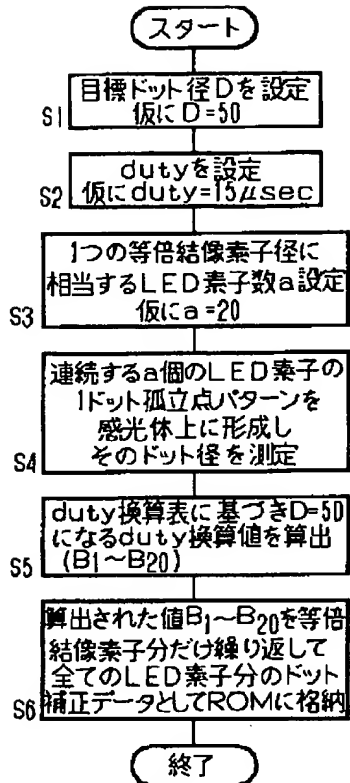 スタート
S1
目標ドット径Dを設定
仮にD=50
S2
dutyを設定
仮にduty=15μsec
S3
1つの等倍結像素子径に
相当するLED素子数a設定
仮にa=20
S4
連続するa個のLED素子の
1ドット孤立点パターンを
感光体上に形成し
そのドット径を測定
S5
duty換算表に基づきD=50
になるduty換算値を算出
(B1~B20)
S6
算出された値B1~B20を等倍
結像素子分だけ繰り返して
全てのLED素子分のドット
補正データとしてROMに格納
終了